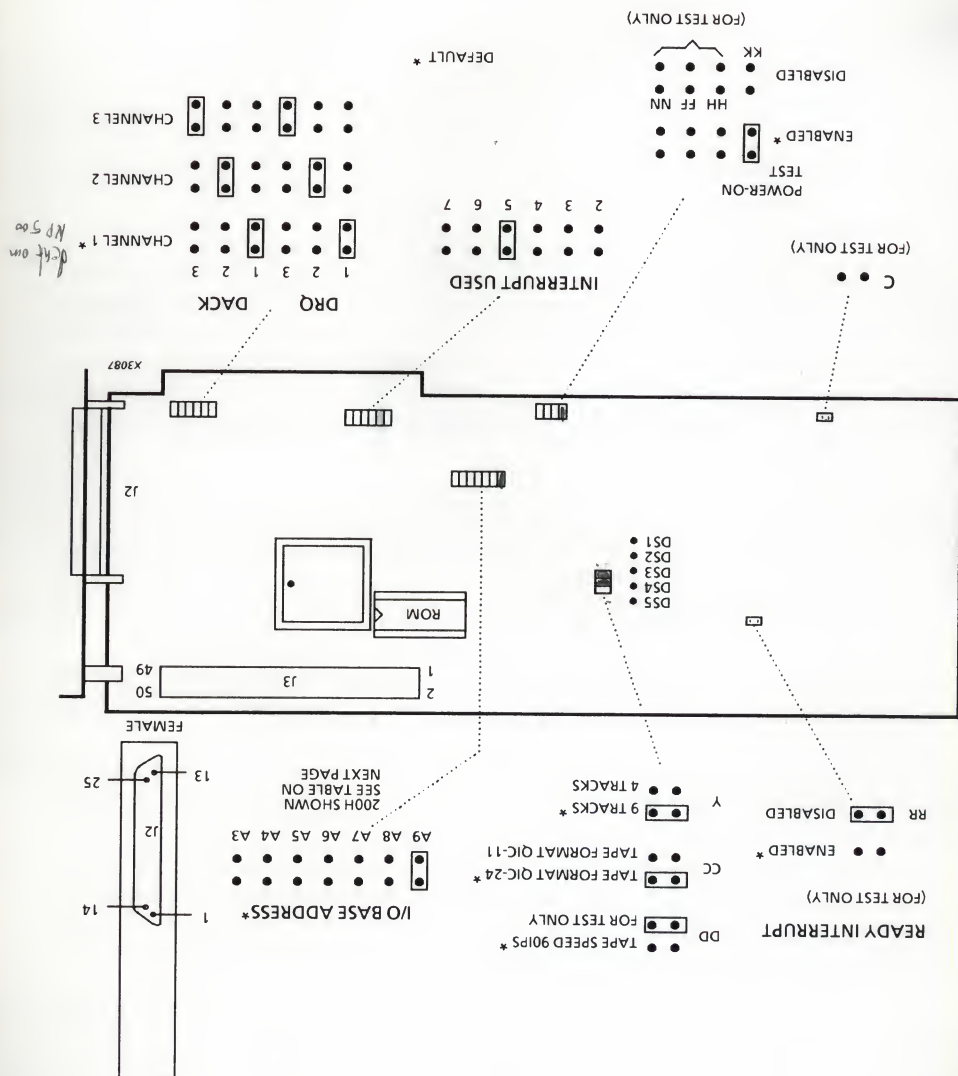 READY INTERRUPT
(FOR TEST ONLY)
ENABLED *
RR DISABLED
DD
TAPE SPEED 90IPS *
FOR TEST ONLY
CC
TAPE FORMAT QIC-24 *
TAPE FORMAT QIC-11
Y
9 TRACKS *
4 TRACKS
I/O BASE ADDRESS*
A9 A8 A7 A6 A5 A4 A3
200H SHOWN
SEE TABLE ON
NEXT PAGE
1 14
J2
13 25
FEMALE
2 J3 50
1 49
ROM
DS5
DS4
DS3
DS2
DS1
J2
X3087
C
(FOR TEST ONLY)
POWER-ON
TEST
ENABLED *
HH FF NN
DISABLED
KK
(FOR TEST ONLY)
INTERRUPT USED
2 3 4 5 6 7
DRQ DACK
1 2 3 1 2 3
CHANNEL 1 *
CHANNEL 2
CHANNEL 3
DEFAULT *